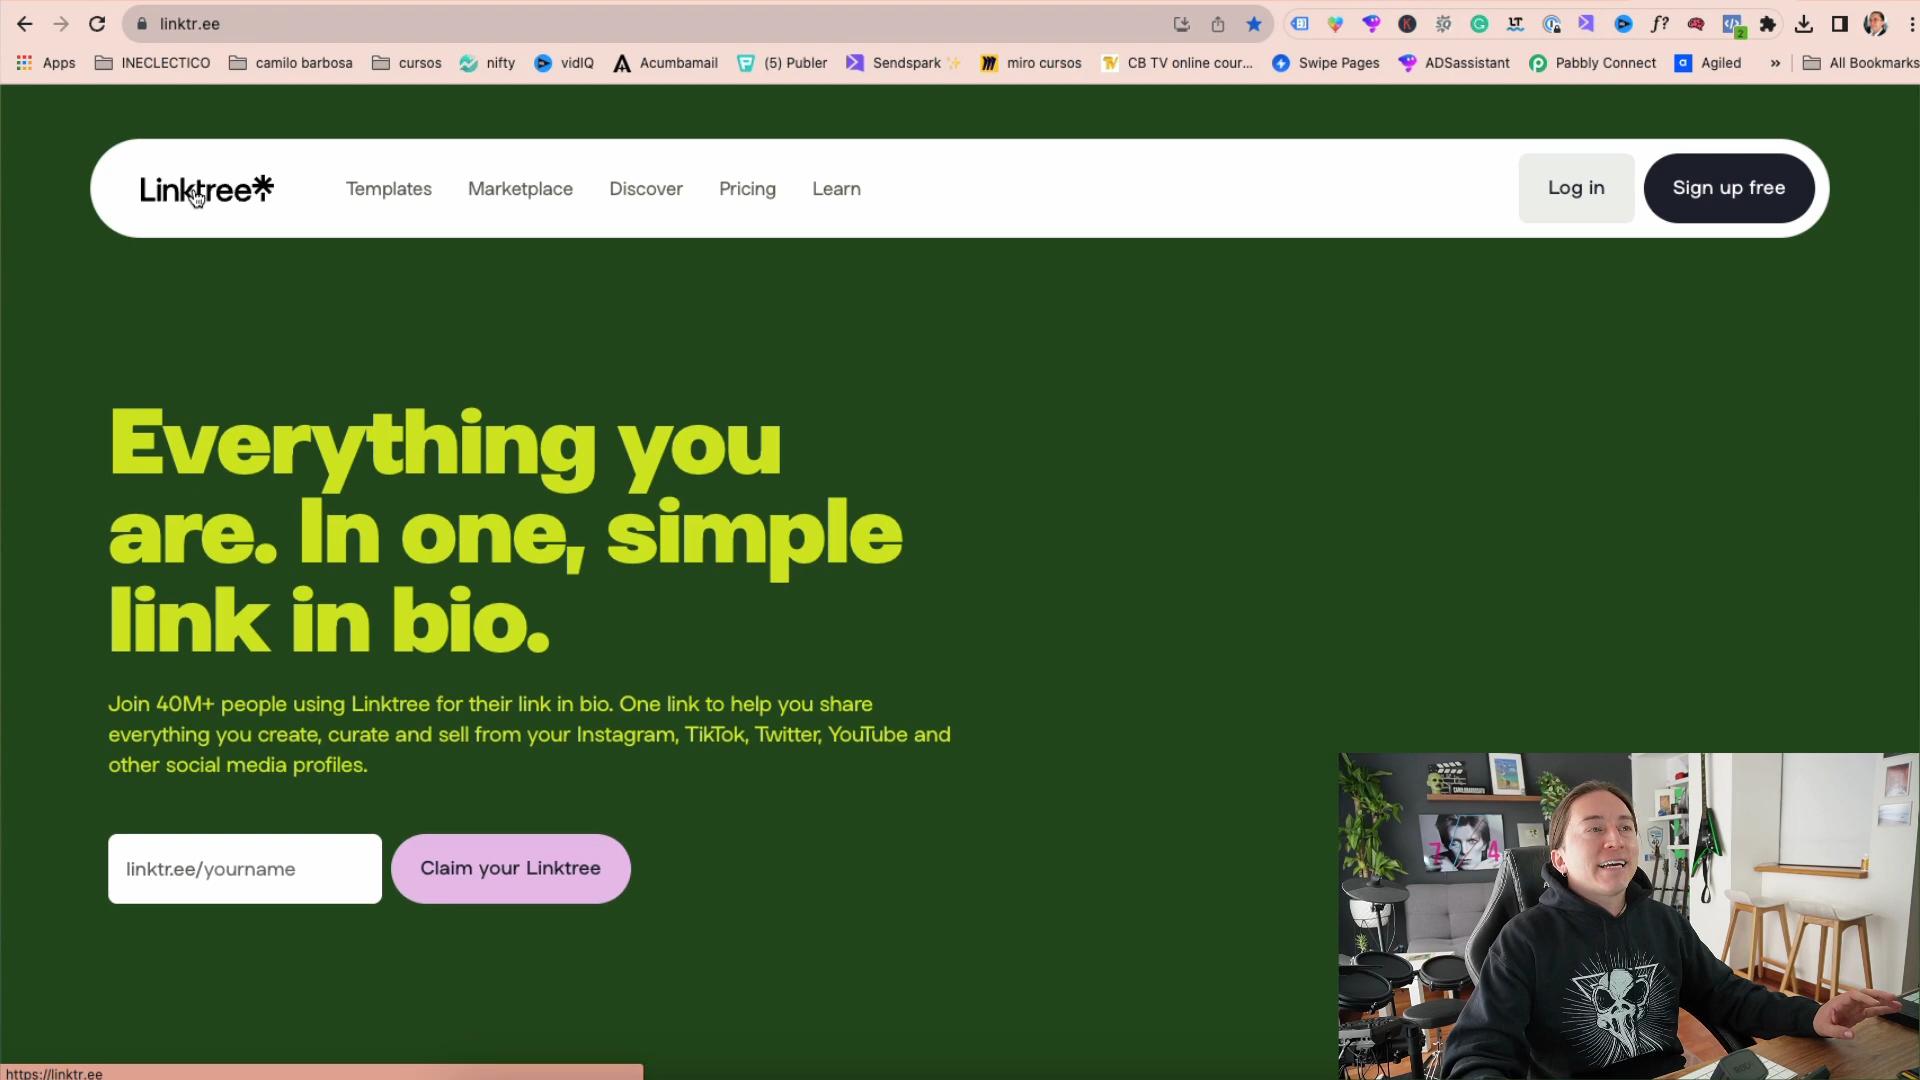 linktr.ee
Apps INECLECTICO camilo barbosa cursos nifty vidIQ Acumbamail (5) Publer Sendspark miro cursos CB TV online cour... Swipe Pages ADSassistant Pabbly Connect Agiled » All Bookmarks
Linktree Templates Marketplace Discover Pricing Learn Log in Sign up free
Everything you
are. In one, simple
link in bio.
Join 40M+ people using Linktree for their link in bio. One link to help you share
everything you create, curate and sell from your Instagram, TikTok, Twitter, YouTube and
other social media profiles.
linktr.ee/yourname Claim your Linktree
https://linktr.ee
7 4